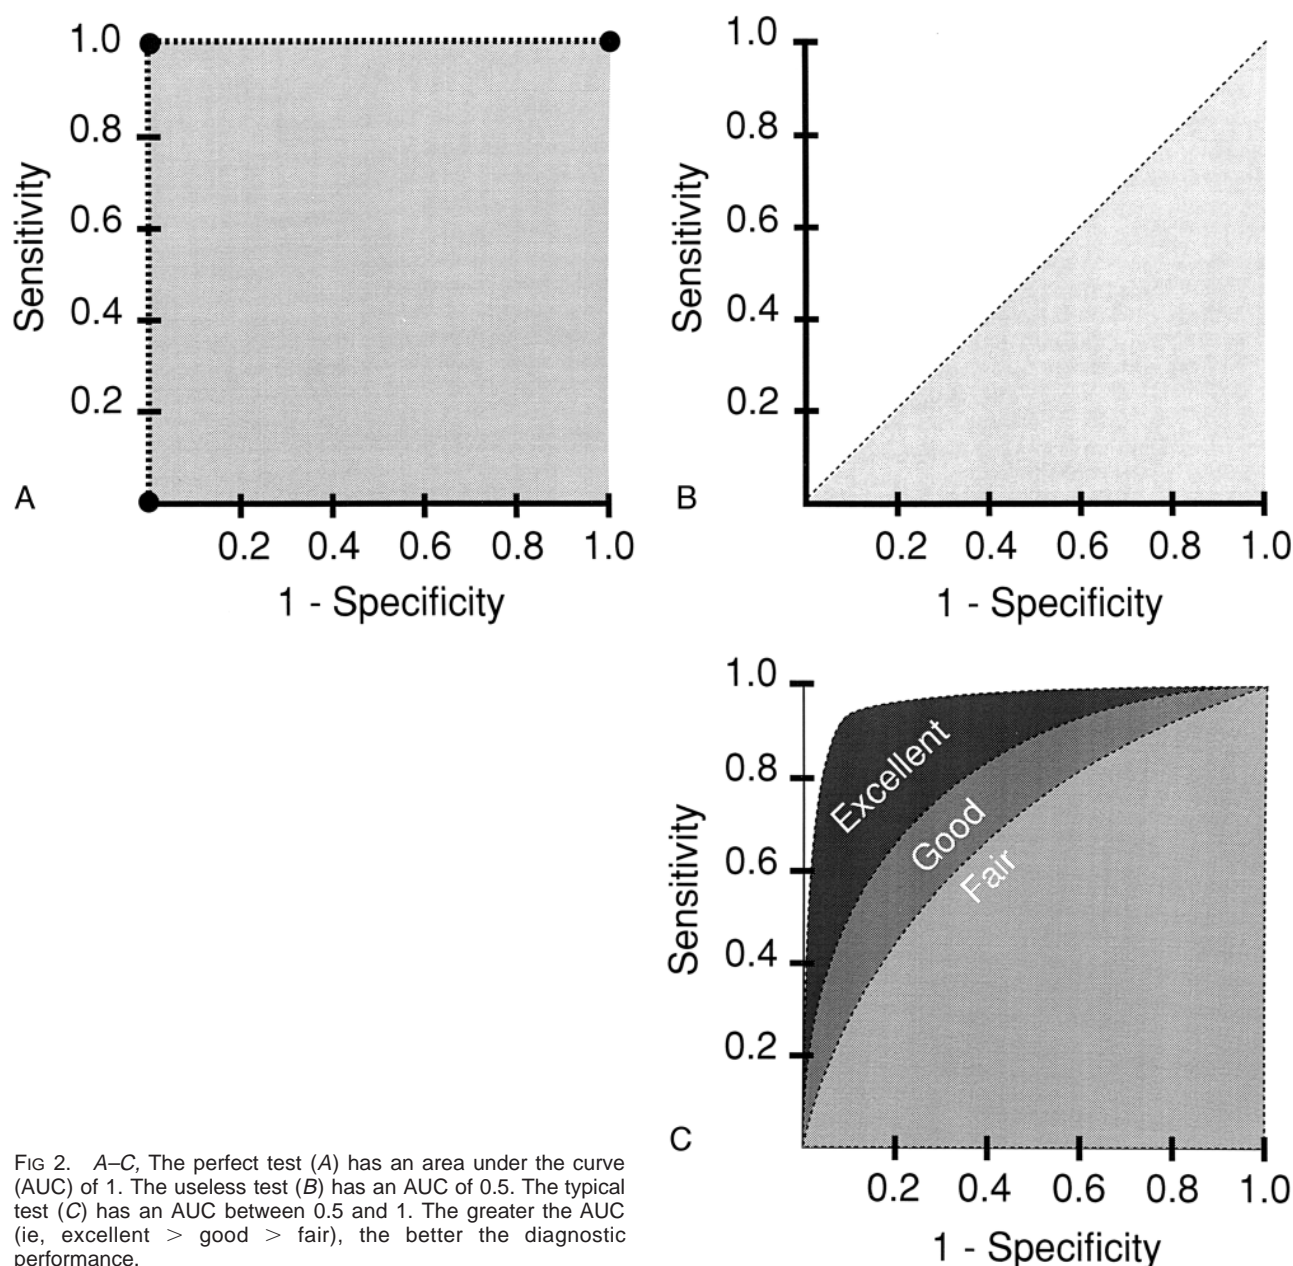 1.0
0.8
0.6
0.4
0.2
Sensitivity
A
0.2 0.4 0.6 0.8 1.0
1 - Specificity
1.0
0.8
0.6
0.4
0.2
Sensitivity
B
0.2 0.4 0.6 0.8 1.0
1 - Specificity
1.0
0.8
0.6
0.4
0.2
Sensitivity
Excellent
Good
Fair
C
0.2 0.4 0.6 0.8 1.0
1 - Specificity
FIG 2. A–C, The perfect test (A) has an area under the curve
(AUC) of 1. The useless test (B) has an AUC of 0.5. The typical
test (C) has an AUC between 0.5 and 1. The greater the AUC
(ie, excellent > good > fair), the better the diagnostic
performance.